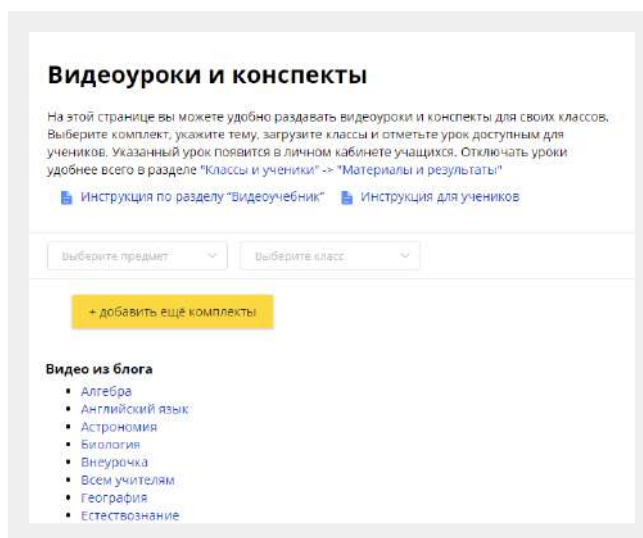 Видеоуроки и конспекты
На этой странице вы можете удобно раздавать видеоуроки и конспекты для своих классов.
Выберите комплект, укажите тему, загрузите классы и отметьте урок доступным для
учеников. Указанный урок появится в личном кабинете учащихся. Отключать уроки
удобнее всего в разделе "Классы и ученики" -> "Материалы и результаты"
Инструкция по разделу "Видеоучебник" Инструкция для учеников
Выберите предмет Выберите класс
+ добавить ещё комплекты
Видео из блога
• Алгебра
• Английский язык
• Астрономия
• Биология
• Внеурочка
• Всем учителям
• География
• Естествознание